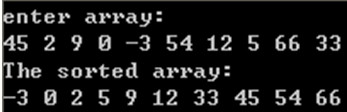 enter array:
45 2 9 0 -3 54 12 5 66 33
The sorted array:
-3 0 2 5 9 12 33 45 54 66